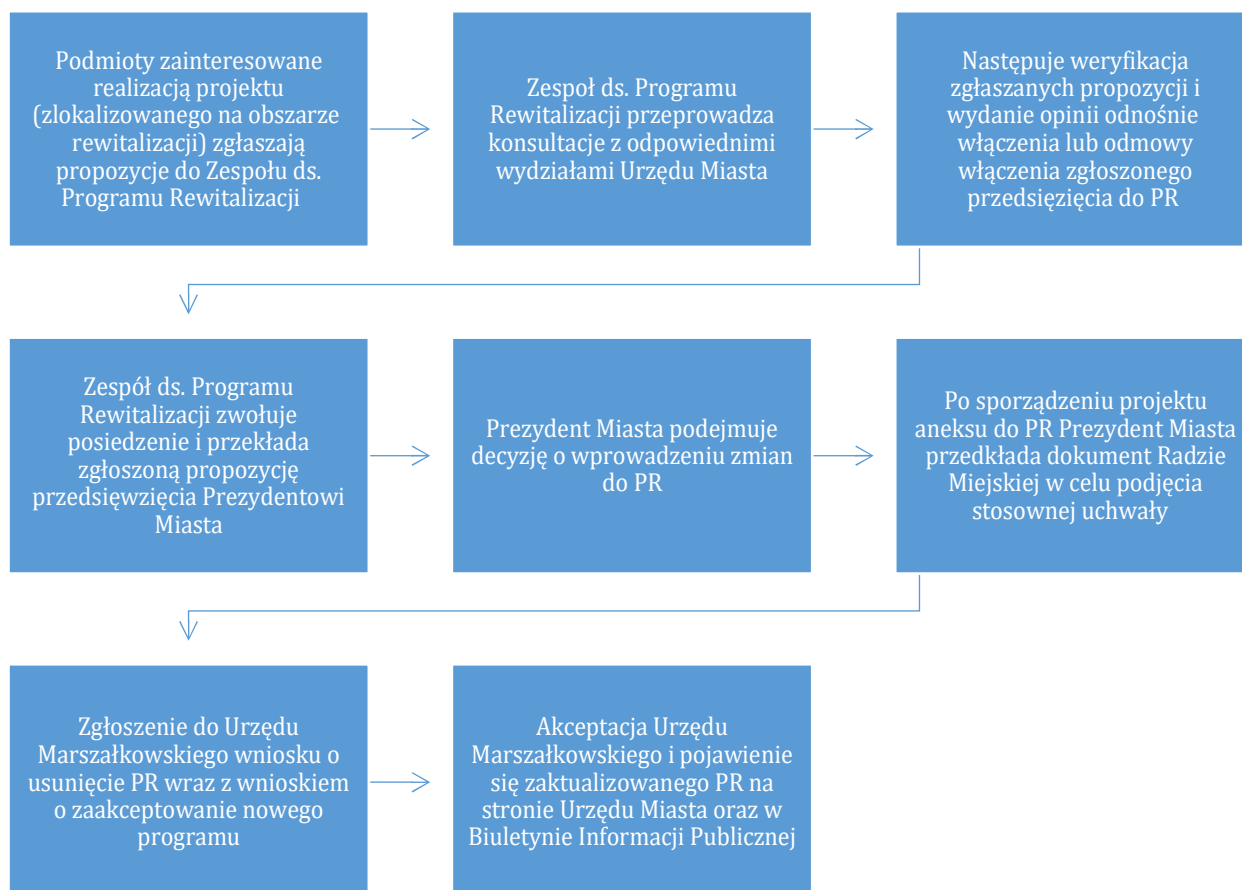 Podmioty zainteresowane
realizacją projektu
(zlokalizowanego na obszarze
rewitalizacji) zgłaszają
propozycje do Zespołu ds.
Programu Rewitalizacji
Zespoł ds. Programu
Rewitalizacji przeprowadza
konsultacje z odpowiednimi
wydziałami Urzędu Miasta
Następuje weryfikacja
zgłaszanych propozycji i
wydanie opinii odnośnie
włączenia lub odmowy
włączenia zgłoszonego
przedsięzięcia do PR
Zespół ds. Programu
Rewitalizacji zwołuje
posiedzenie i przekłada
zgłoszoną propozycję
przedsięwzięcia Prezydentowi
Miasta
Prezydent Miasta podejmuje
decyzję o wprowadzeniu zmian
do PR
Po sporządzeniu projektu
aneksu do PR Prezydent Miasta
przedkłada dokument Radzie
Miejskiej w celu podjęcia
stosownej uchwały
Zgłoszenie do Urzędu
Marszałkowskiego wniosku o
usunięcie PR wraz z wnioskiem
o zaakceptowanie nowego
programu
Akceptacja Urzędu
Marszałkowskiego i pojawienie
się zaktualizowanego PR na
stronie Urzędu Miasta oraz w
Biuletynie Informacji Publicznej